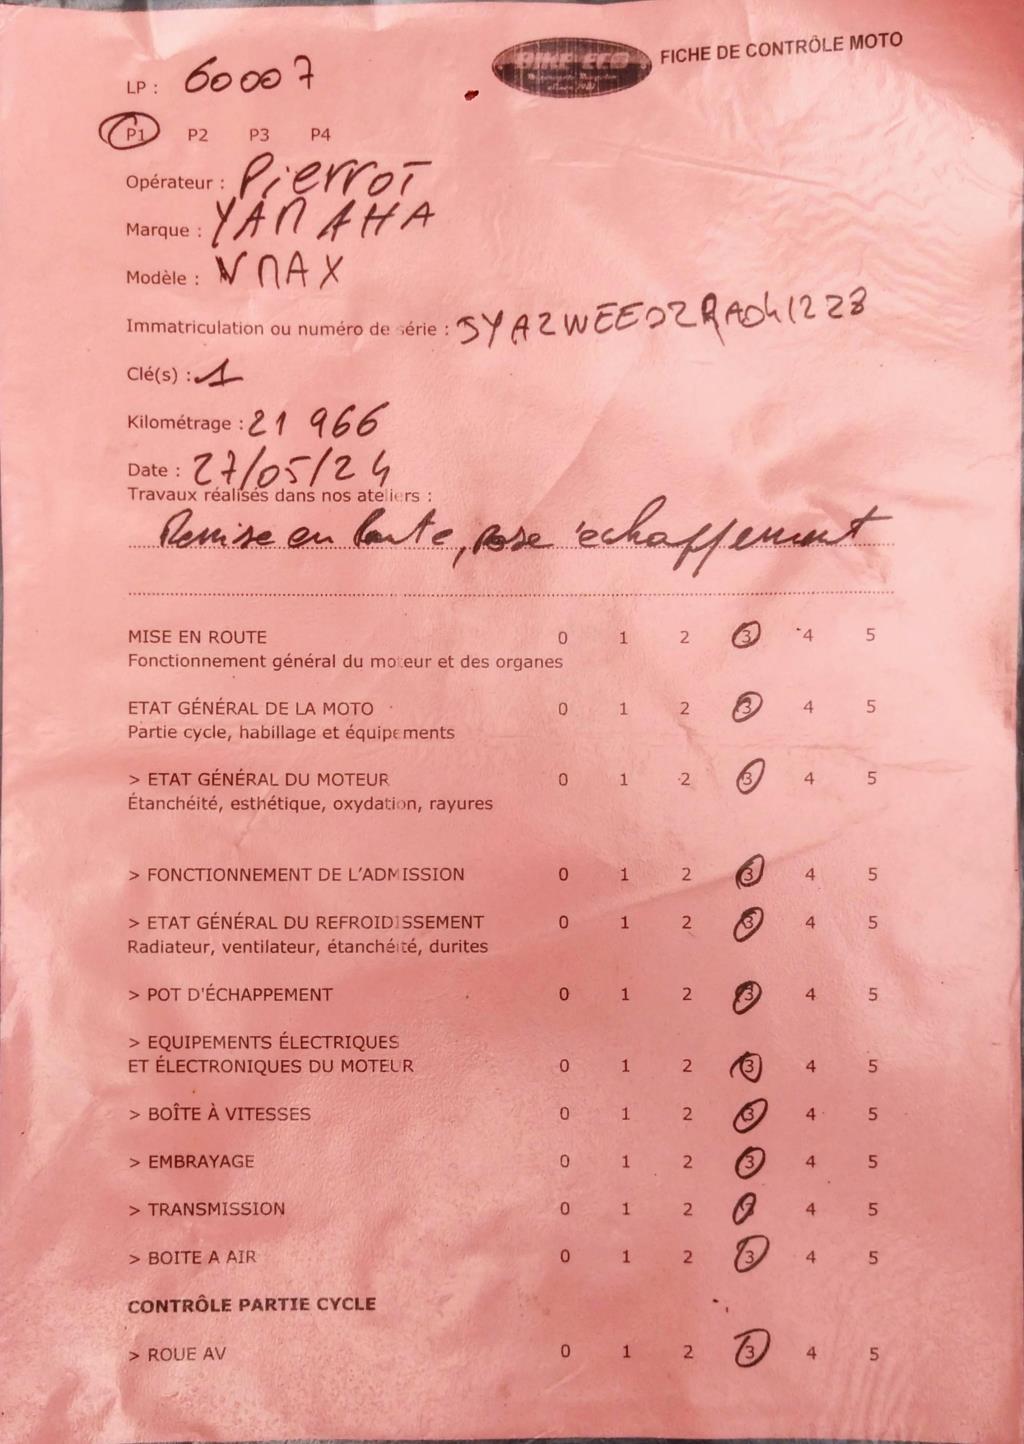 LP : 60007
BIKE ECO
FICHE DE CONTRÔLE MOTO
P1 P2 P3 P4
Opérateur : Pierrot
Marque : YAMAHA
Modèle : VMAX
Immatriculation ou numéro de série :
Clé(s) : 1
Kilométrage : 21 966
Date : 27/05/24
Travaux réalisés dans nos ateliers :
Remise en route, pose échaffement
MISE EN ROUTE 0 1 2 3 4 5
Fonctionnement général du moteur et des organes
ETAT GÉNÉRAL DE LA MOTO 0 1 2 3 4 5
Partie cycle, habillage et équipements
> ETAT GÉNÉRAL DU MOTEUR 0 1 2 3 4 5
Étanchéité, esthétique, oxydation, rayures
> FONCTIONNEMENT DE L'ADMISSION 0 1 2 3 4 5
> ETAT GÉNÉRAL DU REFROIDISSEMENT 0 1 2 3 4 5
Radiateur, ventilateur, étanchéité, durites
> POT D'ÉCHAPPEMENT 0 1 2 3 4 5
> EQUIPEMENTS ÉLECTRIQUES
ET ÉLECTRONIQUES DU MOTEUR 0 1 2 3 4 5
> BOÎTE À VITESSES 0 1 2 3 4 5
> EMBRAYAGE 0 1 2 3 4 5
> TRANSMISSION 0 1 2 3 4 5
> BOITE A AIR 0 1 2 3 4 5
CONTRÔLE PARTIE CYCLE
> ROUE AV 0 1 2 3 4 5